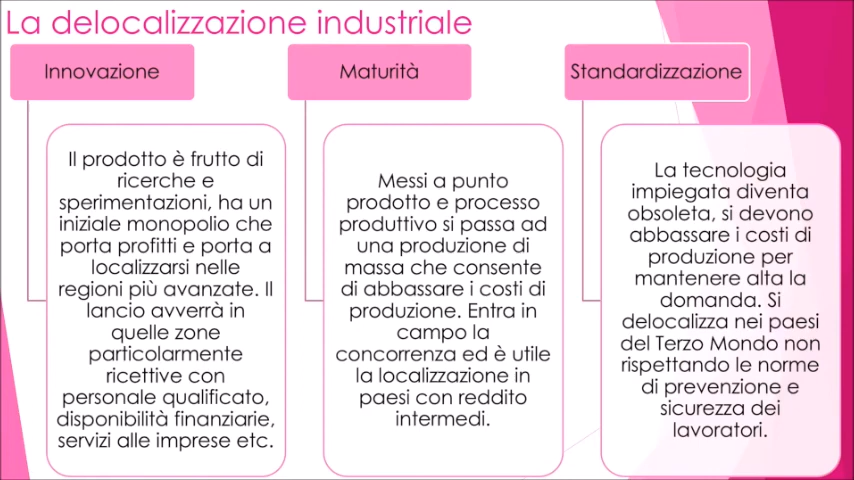 La delocalizzazione industriale
Innovazione
Il prodotto è frutto di
ricerche e
sperimentazioni, ha un
iniziale monopolio che
porta profitti e porta a
localizzarsi nelle
regioni più avanzate. Il
lancio avverrà in
quelle zone
particolarmente
ricettive con
personale qualificato,
disponibilità finanziarie,
servizi alle imprese etc.
Maturità
Messi a punto
prodotto e processo
produttivo si passa ad
una produzione di
massa che consente
di abbassare i costi di
produzione. Entra in
campo la
concorrenza ed è utile
la localizzazione in
paesi con reddito
intermedi.
Standardizzazione
La tecnologia
impiegata diventa
obsoleta, si devono
abbassare i costi di
produzione per
mantenere alta la
domanda. Si
delocalizza nei paesi
del Terzo Mondo non
rispettando le norme
di prevenzione e
sicurezza dei
lavoratori.